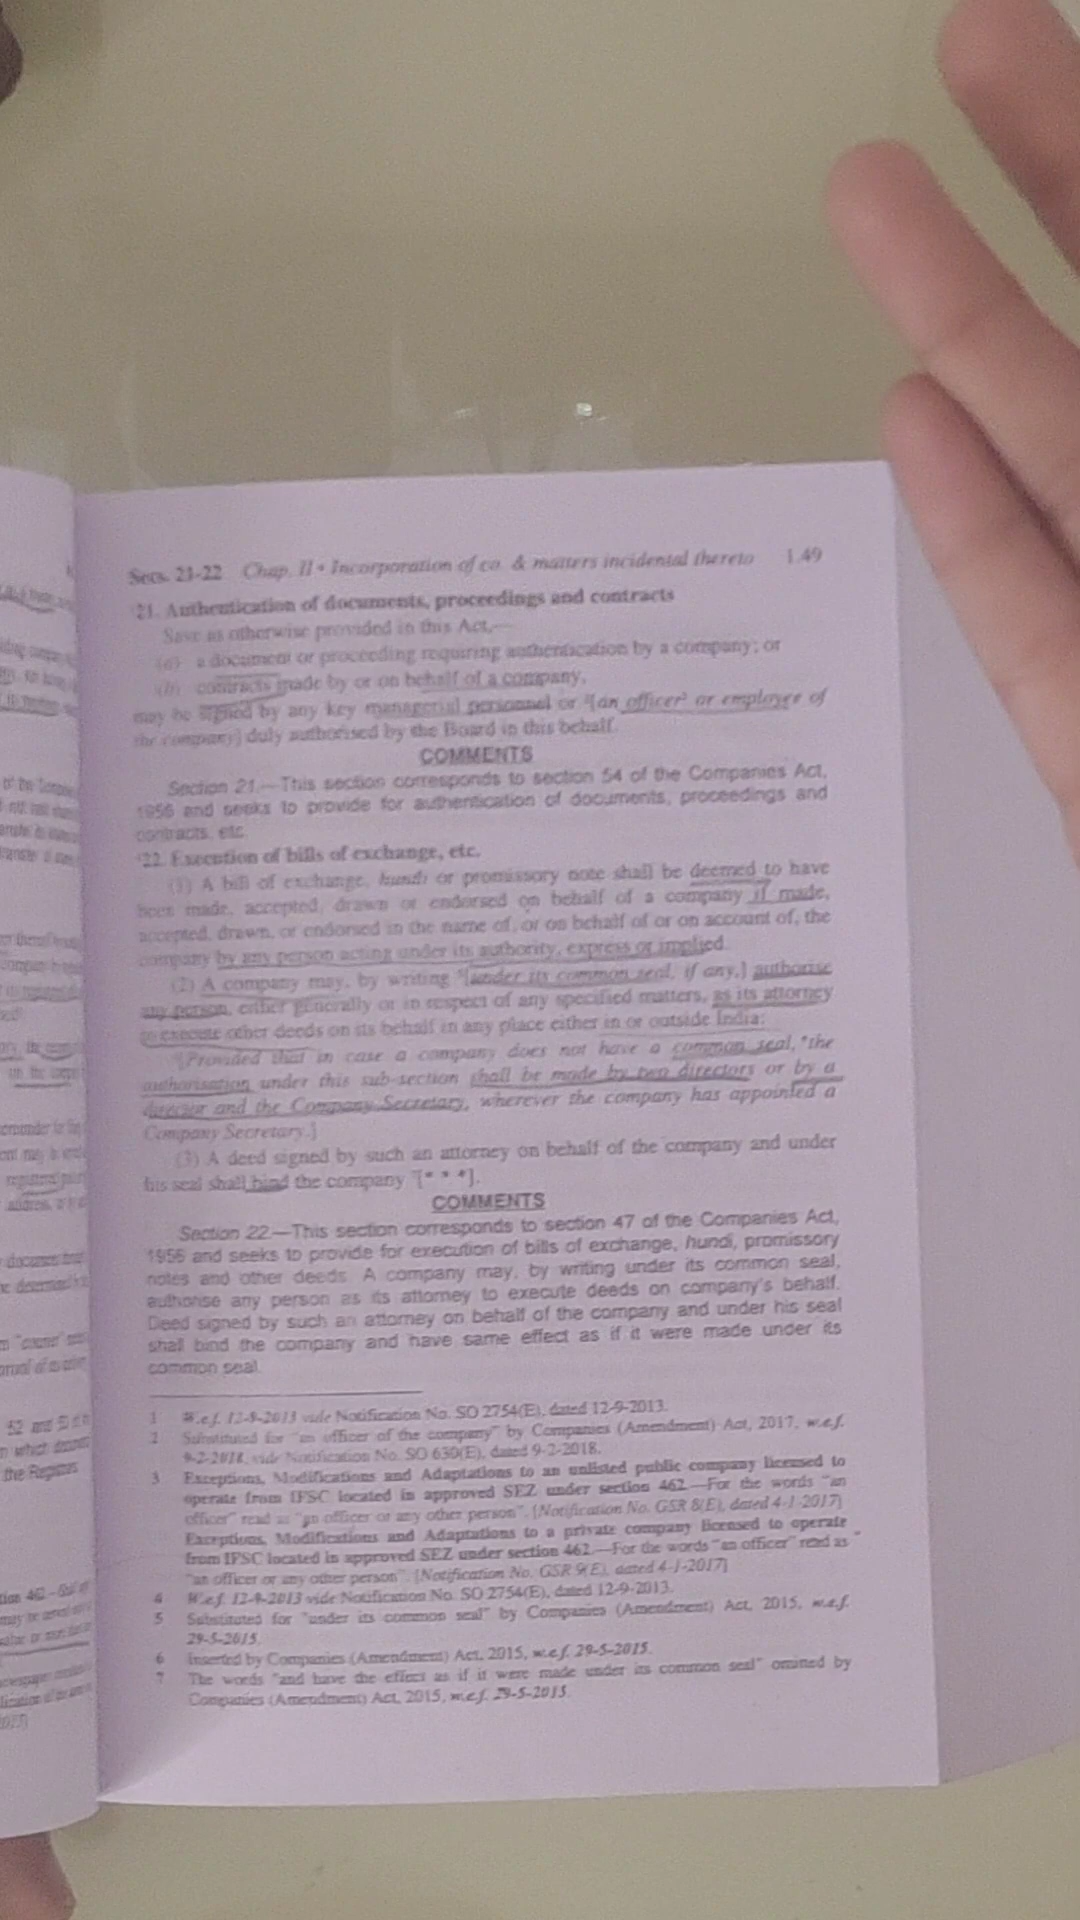 Secs. 21-22 Chap. II • Incorporation of co. & matters incidental thereto 1.49
¹21. Authentication of documents, proceedings and contracts
Save as otherwise provided in this Act,—
(a) a document or proceeding requiring authentication by a company; or
(b) contracts made by or on behalf of a company,
may be signed by any key managerial personnel or ²[an officer³ or employee of
the company] duly authorised by the Board in this behalf.
COMMENTS
Section 21.—This section corresponds to section 54 of the Companies Act,
1956 and seeks to provide for authentication of documents, proceedings and
contracts, etc.
⁴22. Execution of bills of exchange, etc.
(1) A bill of exchange, hundi or promissory note shall be deemed to have
been made, accepted, drawn or endorsed on behalf of a company if made,
accepted, drawn, or endorsed in the name of, or on behalf of or on account of, the
company by any person acting under its authority, express or implied.
(2) A company may, by writing ⁵[under its common seal, if any,] authorise
any person, either generally or in respect of any specified matters, as its attorney
to execute other deeds on its behalf in any place either in or outside India:
⁶[Provided that in case a company does not have a common seal, the
authorisation under this sub-section shall be made by two directors or by a
director and the Company Secretary, wherever the company has appointed a
Company Secretary.]
(3) A deed signed by such an attorney on behalf of the company and under
his seal shall bind the company ⁷[* * *].
COMMENTS
Section 22—This section corresponds to section 47 of the Companies Act,
1956 and seeks to provide for execution of bills of exchange, hundi, promissory
notes and other deeds. A company may, by writing under its common seal,
authorise any person as its attorney to execute deeds on company's behalf.
Deed signed by such an attorney on behalf of the company and under his seal
shall bind the company and have same effect as if it were made under its
common seal.
1 W.e.f. 12-9-2013 vide Notification No. SO 2754(E), dated 12-9-2013.
2 Substituted for "an officer of the company" by Companies (Amendment) Act, 2017, w.e.f.
9-2-2018, vide Notification No. SO 630(E), dated 9-2-2018.
3 Exceptions, Modifications and Adaptations to an unlisted public company licensed to
operate from IFSC located in approved SEZ under section 462.—For the words "an
officer" read as "an officer or any other person". [Notification No. GSR 8(E), dated 4-1-2017]
Exceptions, Modifications and Adaptations to a private company licensed to operate
from IFSC located in approved SEZ under section 462.—For the words "an officer" read as
"an officer or any other person". [Notification No. GSR 9(E), dated 4-1-2017]
4 W.e.f. 12-9-2013 vide Notification No. SO 2754(E), dated 12-9-2013.
5 Substituted for "under its common seal" by Companies (Amendment) Act, 2015, w.e.f.
29-5-2015.
6 Inserted by Companies (Amendment) Act, 2015, w.e.f. 29-5-2015.
7 The words "and have the effect as if it were made under its common seal" omitted by
Companies (Amendment) Act, 2015, w.e.f. 29-5-2015.